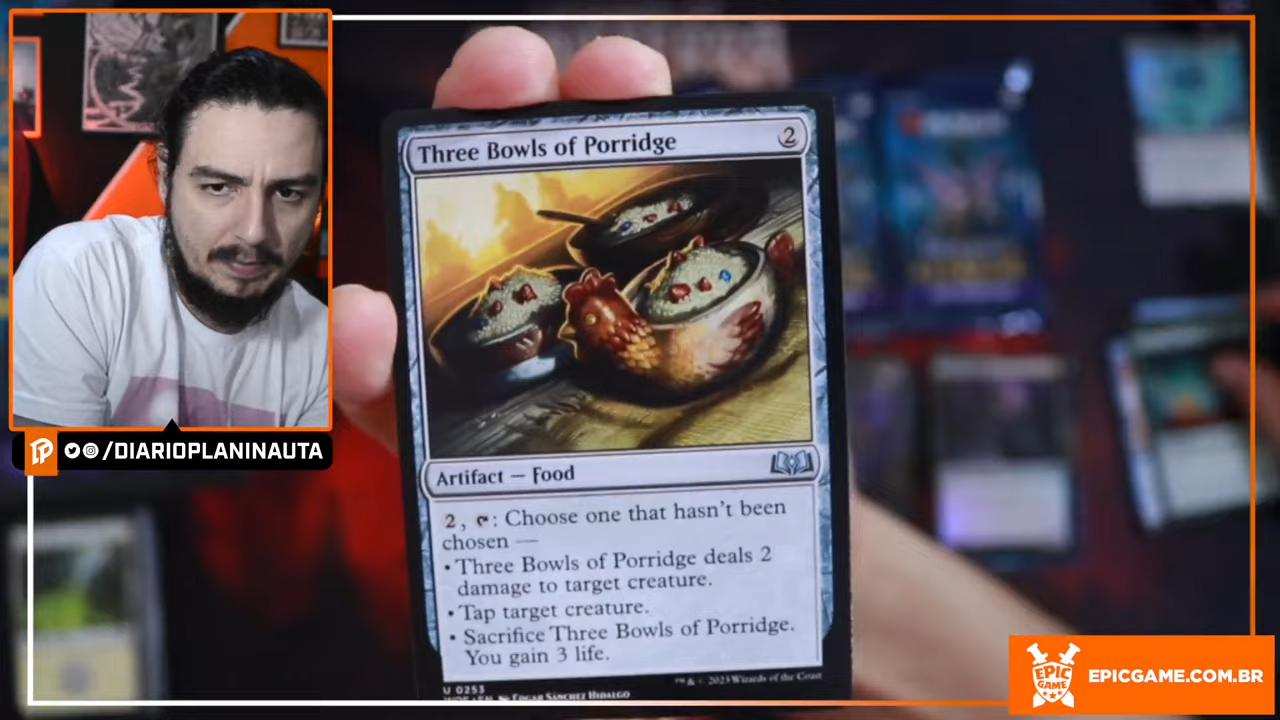 Three Bowls of Porridge 2
Artifact — Food
2, T: Choose one that hasn't been
chosen —
• Three Bowls of Porridge deals 2
damage to target creature.
• Tap target creature.
• Sacrifice Three Bowls of Porridge.
You gain 3 life.
U 0253
™ & © 2023 Wizards of the Coast
EDGAR SÁNCHEZ HIDALGO
/DIARIOPLANINAUTA
EPIC
GAME
EPICGAME.COM.BR